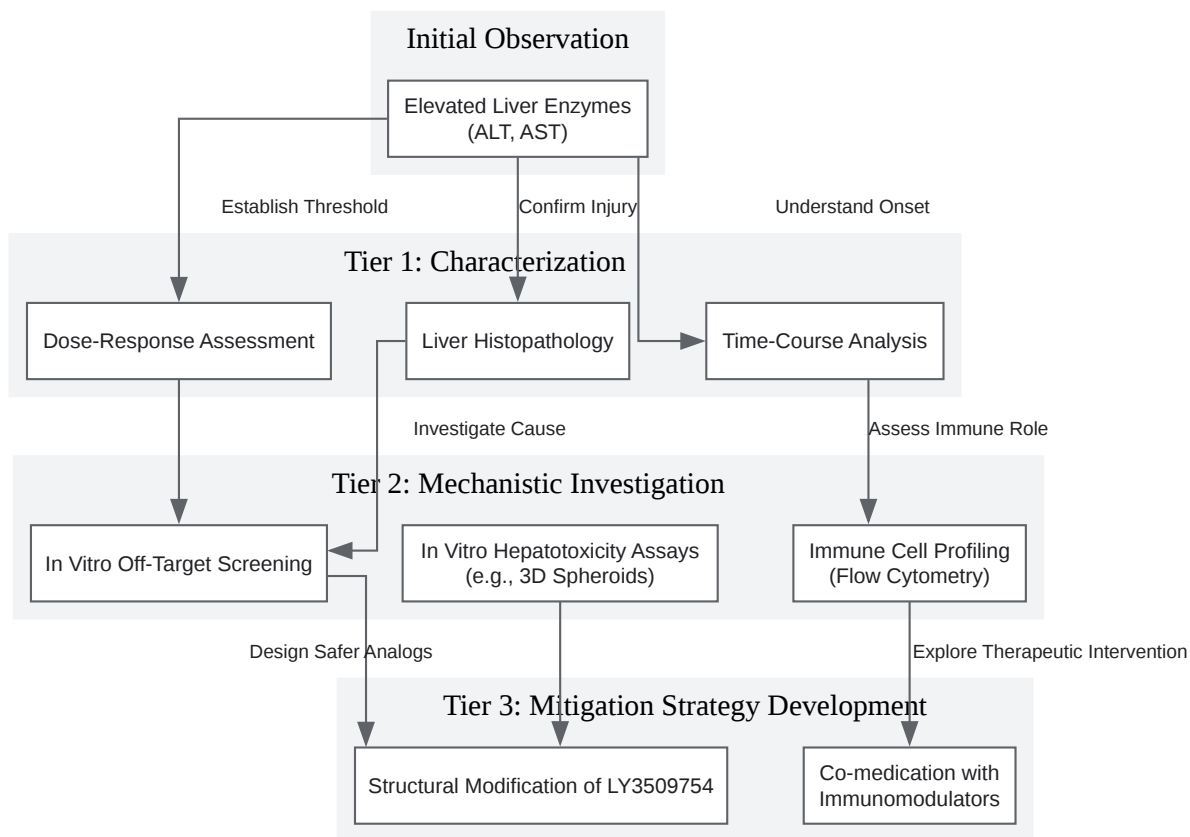 Initial Observation
Elevated Liver Enzymes
(ALT, AST)
Establish Threshold
Confirm Injury
Understand Onset
Tier 1: Characterization
Dose-Response Assessment
Liver Histopathology
Time-Course Analysis
Investigate Cause
Assess Immune Role
Tier 2: Mechanistic Investigation
In Vitro Off-Target Screening
In Vitro Hepatotoxicity Assays
(e.g., 3D Spheroids)
Immune Cell Profiling
(Flow Cytometry)
Design Safer Analogs
Explore Therapeutic Intervention
Tier 3: Mitigation Strategy Development
Structural Modification of LY3509754
Co-medication with
Immunomodulators